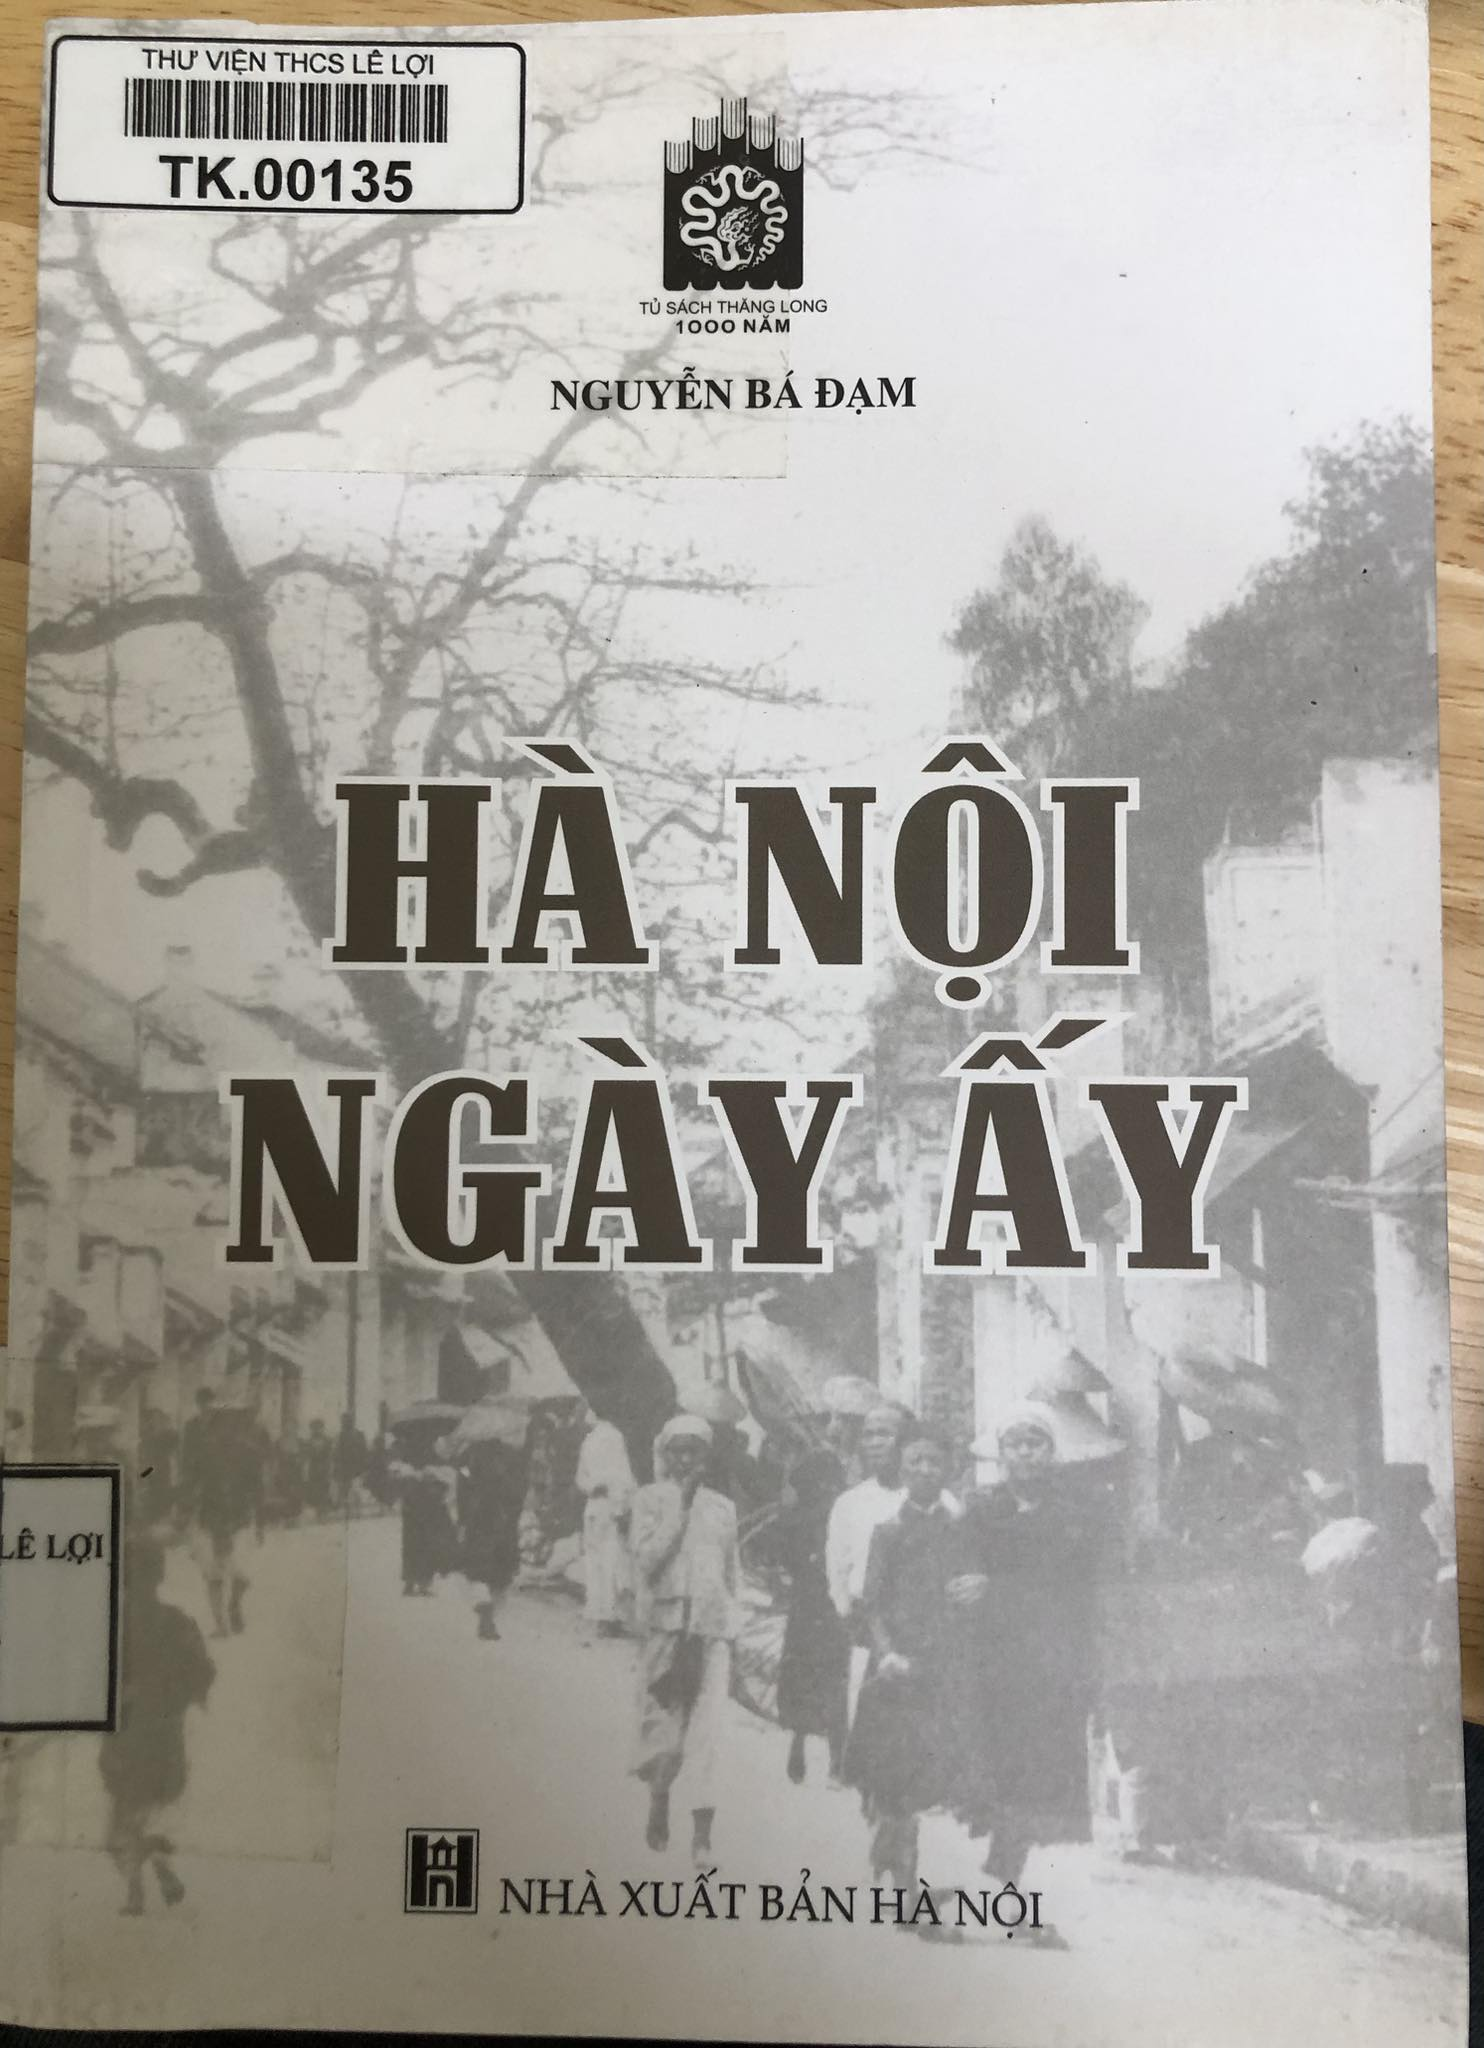 THƯ VIỆN THCS LÊ LỢI
TK.00135
TỦ SÁCH THĂNG LONG
1000 NĂM
NGUYỄN BÁ ĐẠM
HÀ NỘI
NGÀY ẤY
LÊ LỢI
NHÀ XUẤT BẢN HÀ NỘI